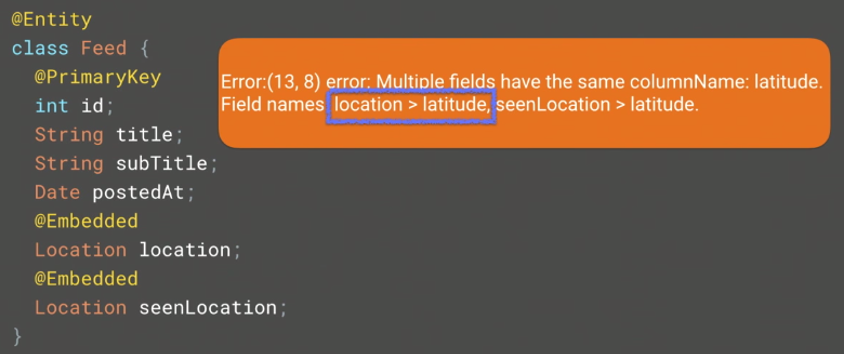 @Entity
class Feed {
@PrimaryKey
int id;
String title;
String subTitle;
Date postedAt;
@Embedded
Location location;
@Embedded
Location seenLocation;
}
Error:(13, 8) error: Multiple fields have the same columnName: latitude.
Field names: location > latitude, seenLocation > latitude.